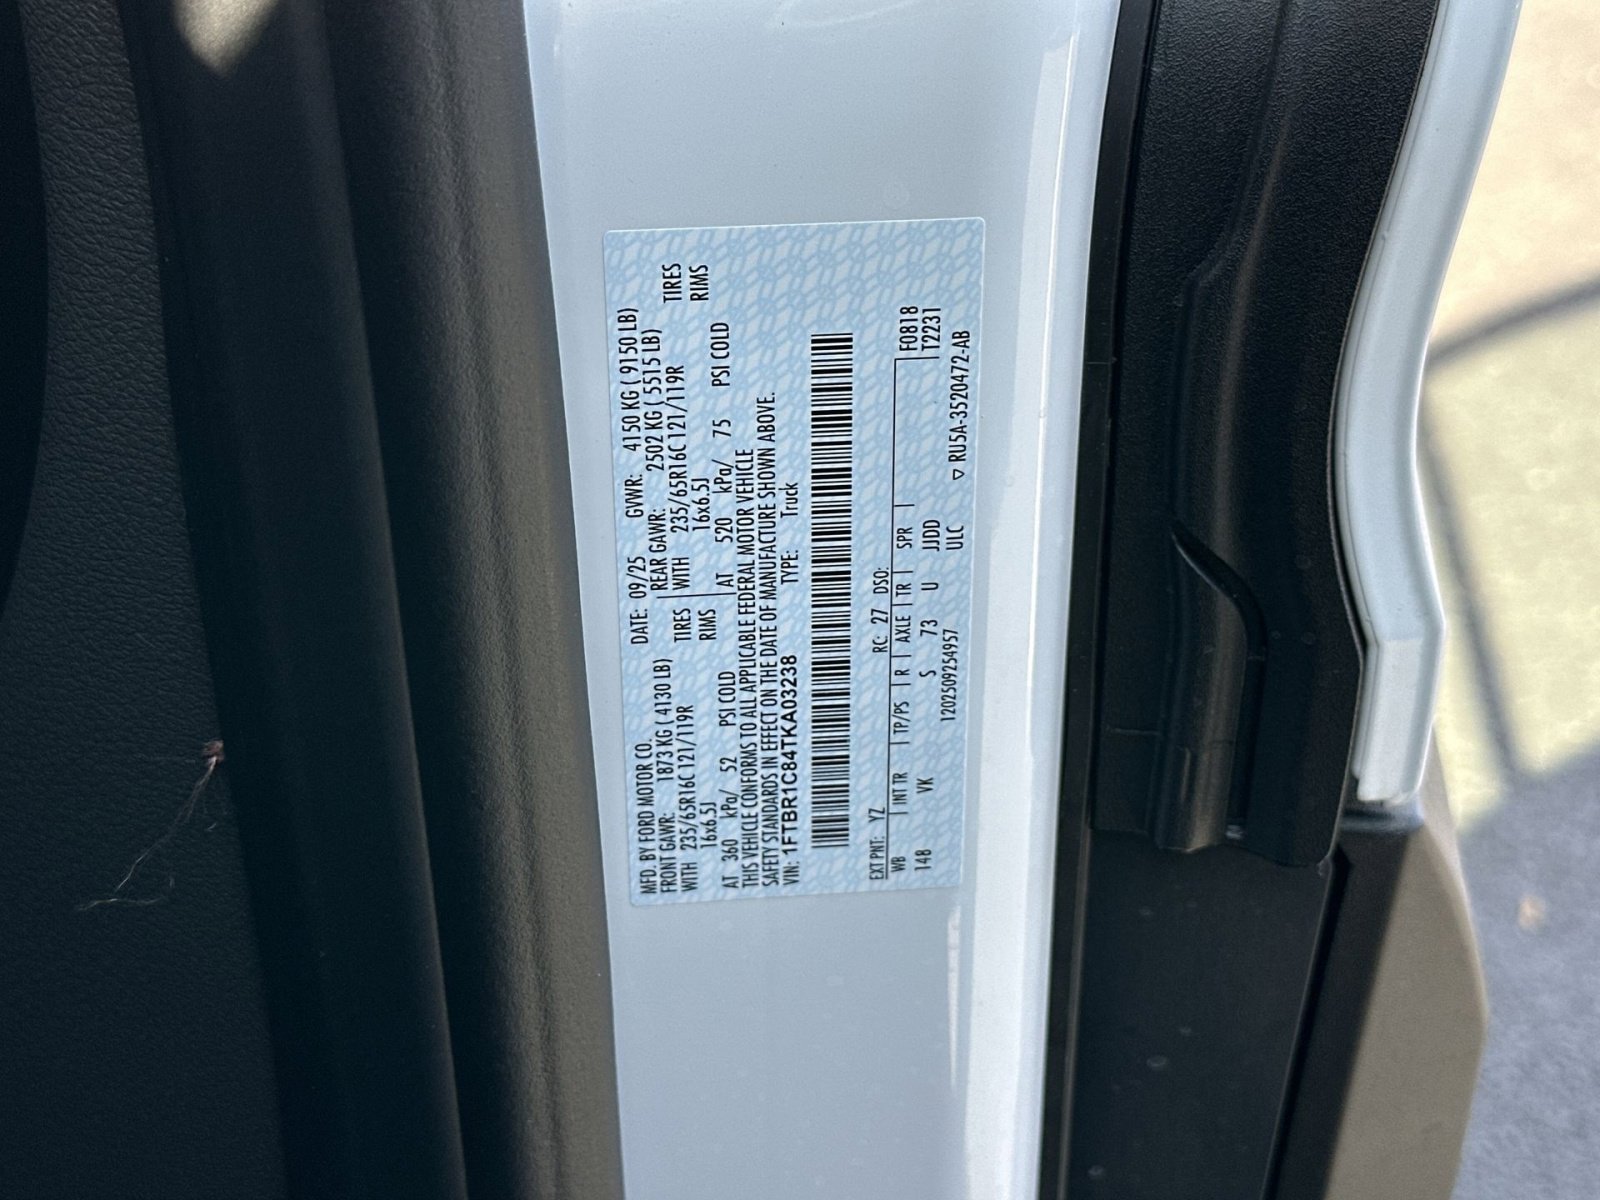 MFD. BY FORD MOTOR CO.
DATE: 09/25 GVWR: 4150 KG ( 9150 LB)
FRONT GAWR: 1873 KG ( 4130 LB) REAR GAWR: 2502 KG ( 5515 LB)
WITH 235/65R16C 121/119R TIRES WITH 235/65R16C 121/119R TIRES
16x6.5J RIMS 16x6.5J RIMS
AT 360 kPa/ 52 PSI COLD AT 520 kPa/ 75 PSI COLD
THIS VEHICLE CONFORMS TO ALL APPLICABLE FEDERAL MOTOR VEHICLE
SAFETY STANDARDS IN EFFECT ON THE DATE OF MANUFACTURE SHOWN ABOVE.
VIN: 1FTBR1C84TKA03238 TYPE: Truck
EXT PNT: YZ RC: 27 DSO: F0818
WB INT TR TP/PS R AXLE TR SPR T2231
148 VK S 73 U JJDD
120250925495​7 ULC ▽ RU5A-3520472-AB